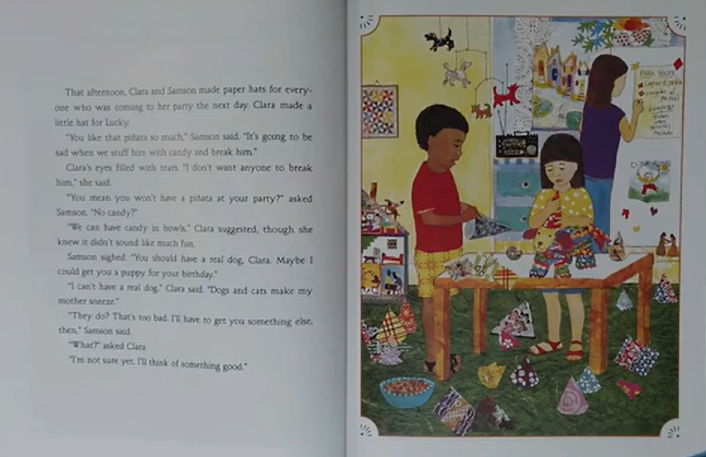 That afternoon, Clara and Samson made paper hats for every-
one who was coming to her party the next day. Clara made a
little hat for Lucky.
"You like that piñata so much," Samson said. "It's going to be
sad when we stuff him with candy and break him."
Clara's eyes filled with tears. "I don't want anyone to break
him," she said.
"You mean you won't have a piñata at your party?" asked
Samson. "No candy?"
"We can have candy in bowls," Clara suggested, though she
knew it didn't sound like much fun.
Samson sighed. "You should have a real dog, Clara. Maybe I
could get you a puppy for your birthday."
"I can't have a real dog," Clara said. "Dogs and cats make my
mother sneeze."
"They do? That's too bad. I'll have to get you something else,
then," Samson said.
"What?" asked Clara.
"I'm not sure yet. I'll think of something good."